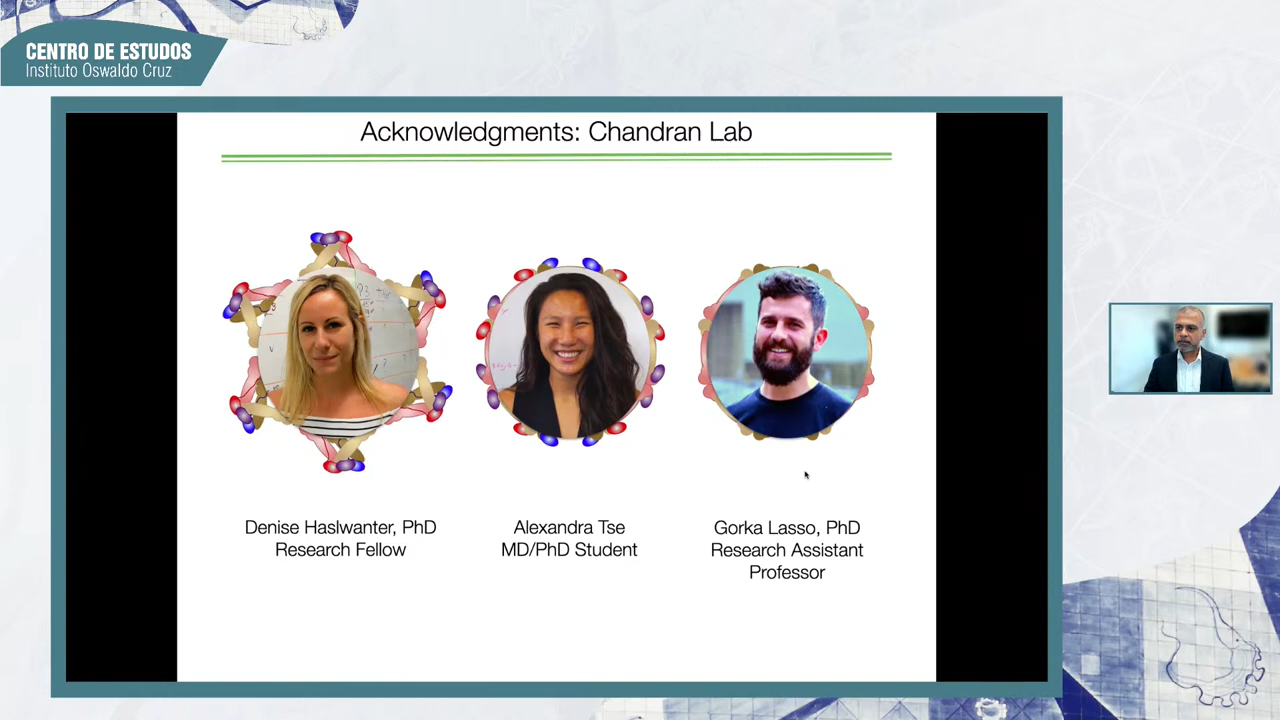 CENTRO DE ESTUDOS
Instituto Oswaldo Cruz
Acknowledgments: Chandran Lab
Denise Haslwanter, PhD
Research Fellow
Alexandra Tse
MD/PhD Student
Gorka Lasso, PhD
Research Assistant
Professor